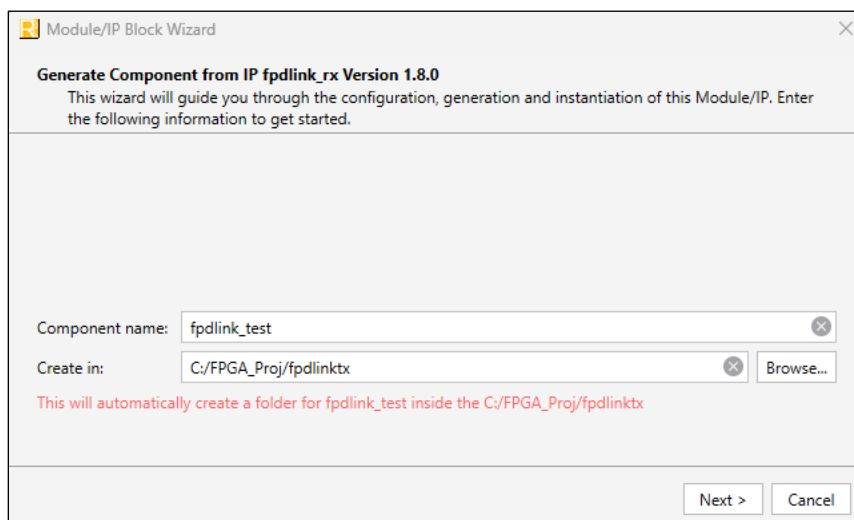 Module/IP Block Wizard
Generate Component from IP fpdlink_rx Version 1.8.0
This wizard will guide you through the configuration, generation and instantiation of this Module/IP. Enter
the following information to get started.
Component name: fpdlink_test
Create in: C:/FPGA_Proj/fpdlinktx Browse...
This will automatically create a folder for fpdlink_test inside the C:/FPGA_Proj/fpdlinktx
Next > Cancel